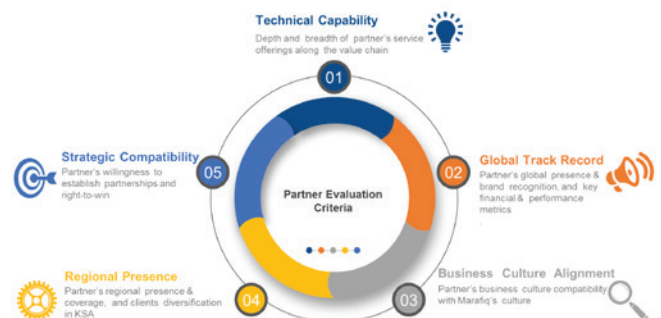 Technical Capability
Depth and breadth of partner's service
offerings along the value chain
01
Strategic Compatibility
Partner's willingness to
establish partnerships and
right-to-win
05
02
Global Track Record
Partner's global presence &
brand recognition, and key
financial & performance
metrics
.
Partner Evaluation
Criteria
Regional Presence
Partner's regional presence &
coverage, and clients diversification
in KSA
04
03
Business Culture Alignment
Partner's business culture compatibility
with Marafiq's culture